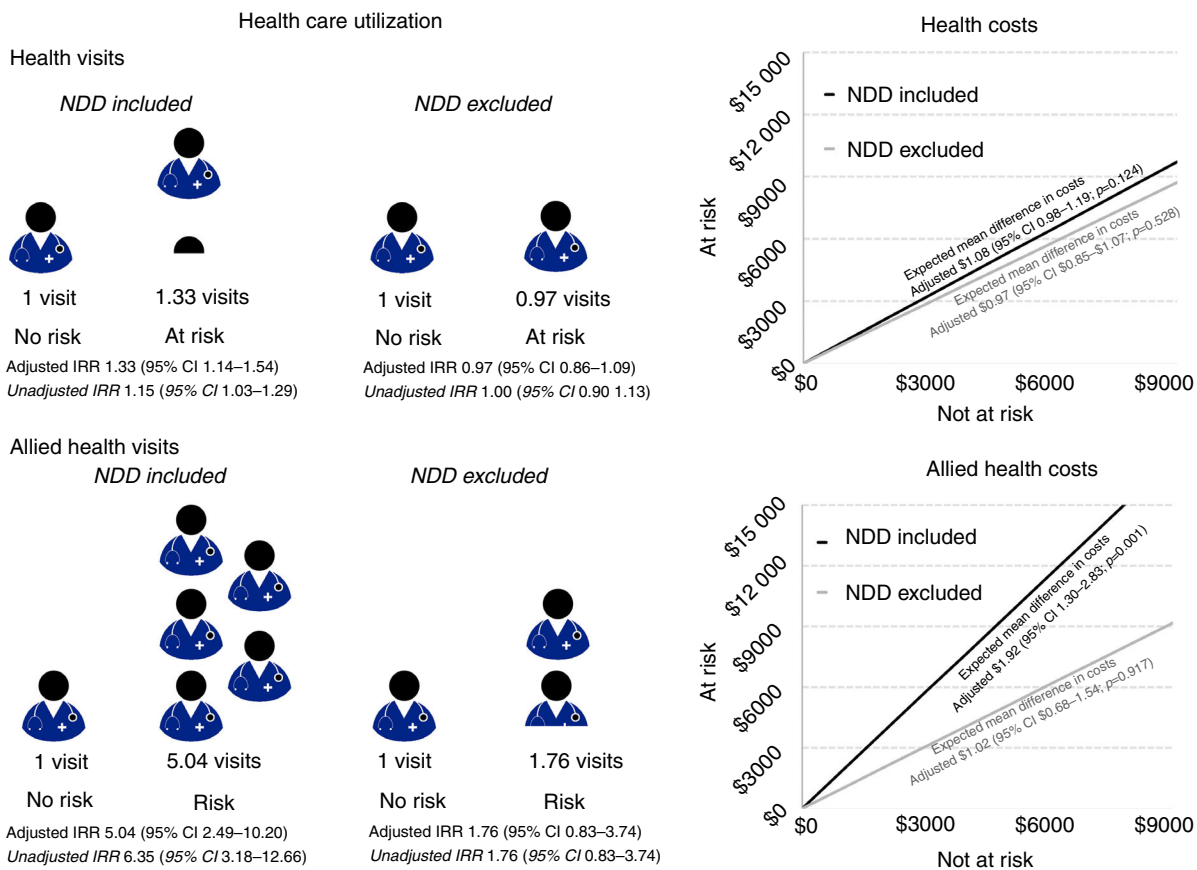 Health care utilization
Health visits
NDD included
1 visit
1.33 visits
No risk
At risk
Adjusted IRR 1.33 (95% CI 1.14–1.54)
Unadjusted IRR 1.15 (95% CI 1.03–1.29)
NDD excluded
1 visit
0.97 visits
No risk
At risk
Adjusted IRR 0.97 (95% CI 0.86–1.09)
Unadjusted IRR 1.00 (95% CI 0.90 1.13)
Health costs
NDD included
NDD excluded
At risk
$15 000
$12 000
$9000
$6000
$3000
$0
Expected mean difference in costs
Adjusted $1.08 (95% CI 0.98–1.19; p=0.124)
Expected mean difference in costs
Adjusted $0.97 (95% CI $0.85–$1.07; p=0.528)
$0
$3000
$6000
$9000
Not at risk
Allied health visits
NDD included
1 visit
5.04 visits
No risk
Risk
Adjusted IRR 5.04 (95% CI 2.49–10.20)
Unadjusted IRR 6.35 (95% CI 3.18–12.66)
NDD excluded
1 visit
1.76 visits
No risk
Risk
Adjusted IRR 1.76 (95% CI 0.83–3.74)
Unadjusted IRR 1.76 (95% CI 0.83–3.74)
Allied health costs
NDD included
NDD excluded
At risk
$15 000
$12 000
$9000
$6000
$3000
$0
Expected mean difference in costs
Adjusted $1.92 (95% CI 1.30–2.83; p=0.001)
Expected mean difference in costs
Adjusted $1.02 (95% CI $0.68–1.54; p=0.917)
$0
$3000
$6000
$9000
Not at risk